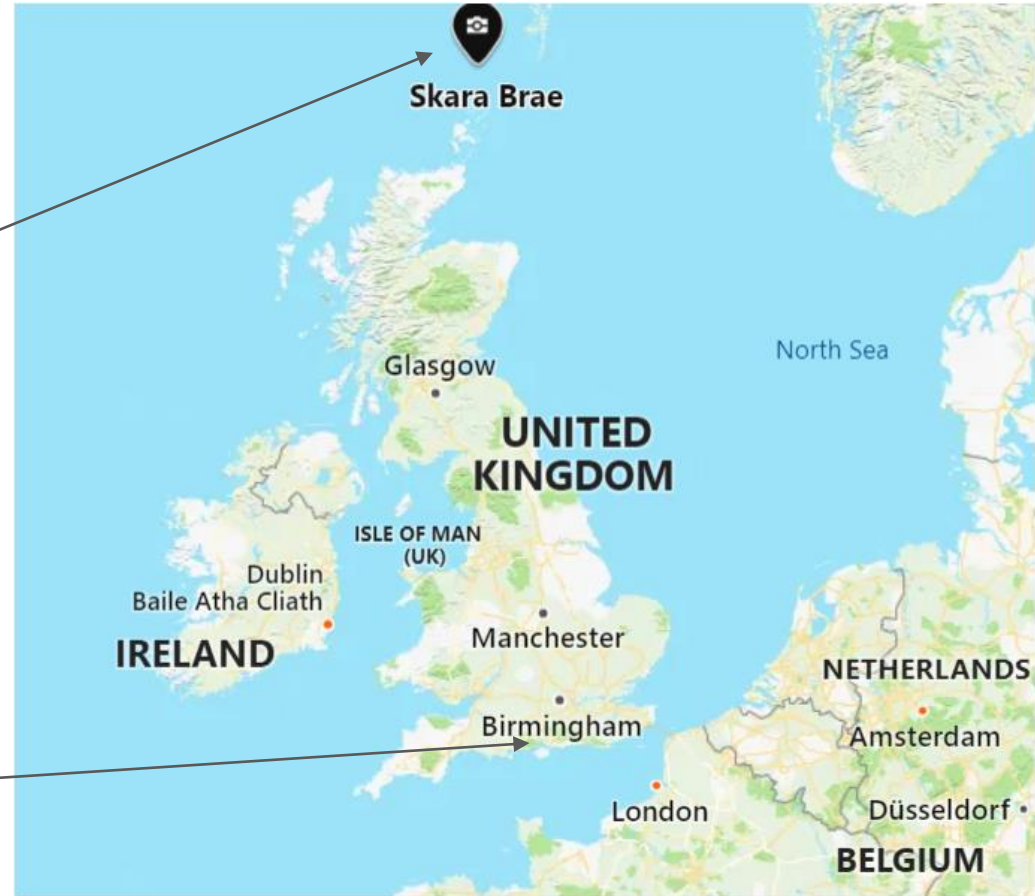 Skara Brae
Glasgow
North Sea
UNITED
KINGDOM
ISLE OF MAN
(UK)
Dublin
Baile Atha Cliath
IRELAND
Manchester
NETHERLANDS
Birmingham
Amsterdam
London
Düsseldorf
BELGIUM